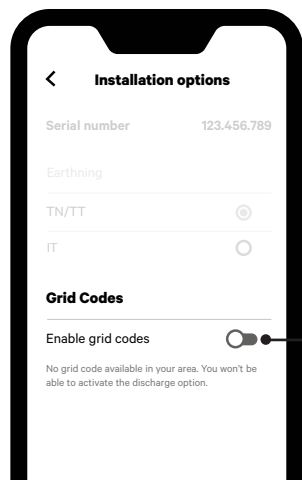 Installation options
Serial number 123.456.789
Earthning
TN/TT
IT
Grid Codes
Enable grid codes
No grid code available in your area. You won't be
able to activate the discharge option.